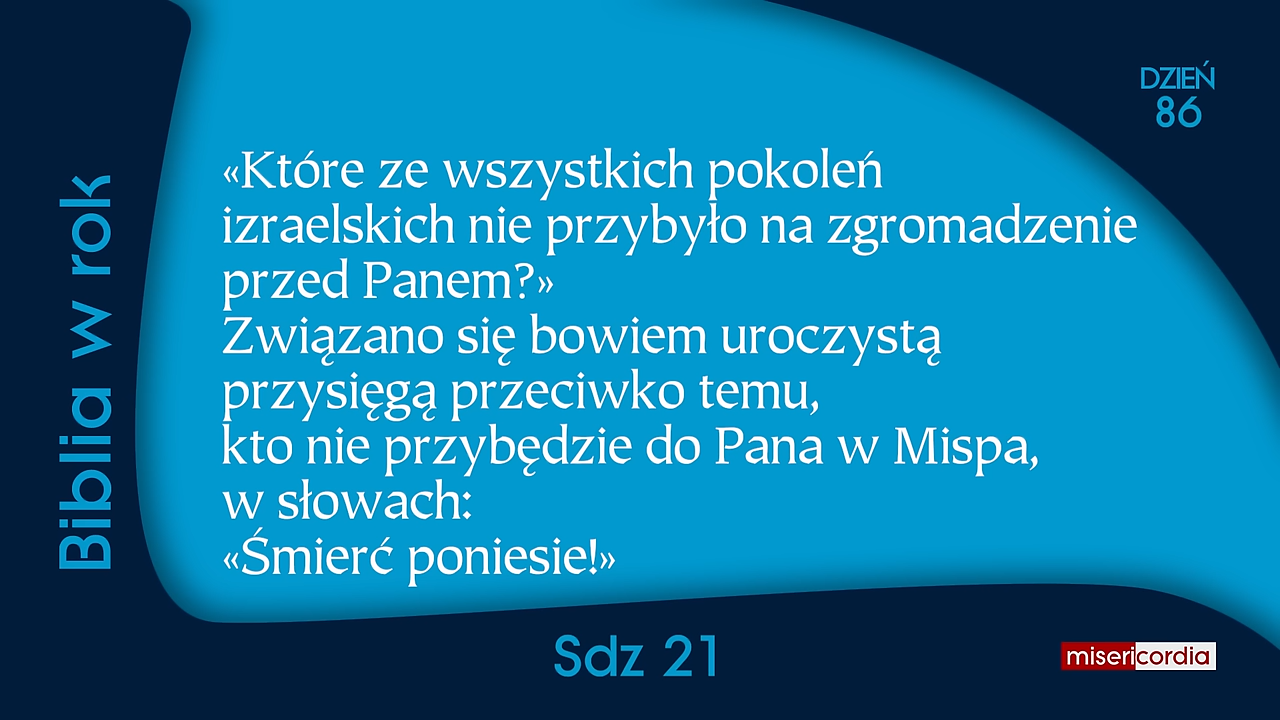 DZIEŃ
86
«Które ze wszystkich pokoleń
izraelskich nie przybyło na zgromadzenie
przed Panem?»
Związano się bowiem uroczystą
przysięgą przeciwko temu,
kto nie przybędzie do Pana w Mispa,
w słowach:
«Śmierć poniesie!»
Biblia w rok
Sdz 21
misericordia